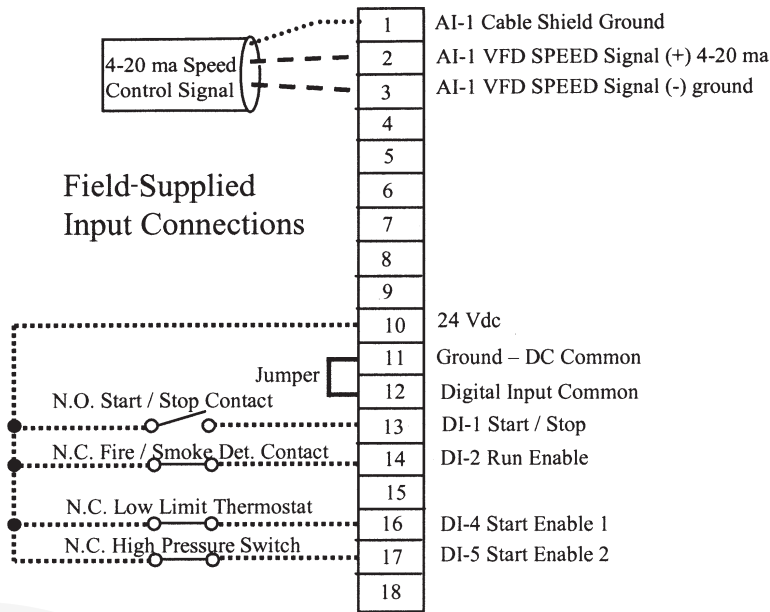 1 AI-1 Cable Shield Ground
4-20 ma Speed 2 AI-1 VFD SPEED Signal (+) 4-20 ma
Control Signal 3 AI-1 VFD SPEED Signal (-) ground
4
5
Field-Supplied 6
Input Connections 7
8
9
10 24 Vdc
11 Ground – DC Common
Jumper
12 Digital Input Common
N.O. Start / Stop Contact
13 DI-1 Start / Stop
N.C. Fire / Smoke Det. Contact 14 DI-2 Run Enable
15
N.C. Low Limit Thermostat
16 DI-4 Start Enable 1
N.C. High Pressure Switch 17 DI-5 Start Enable 2
18